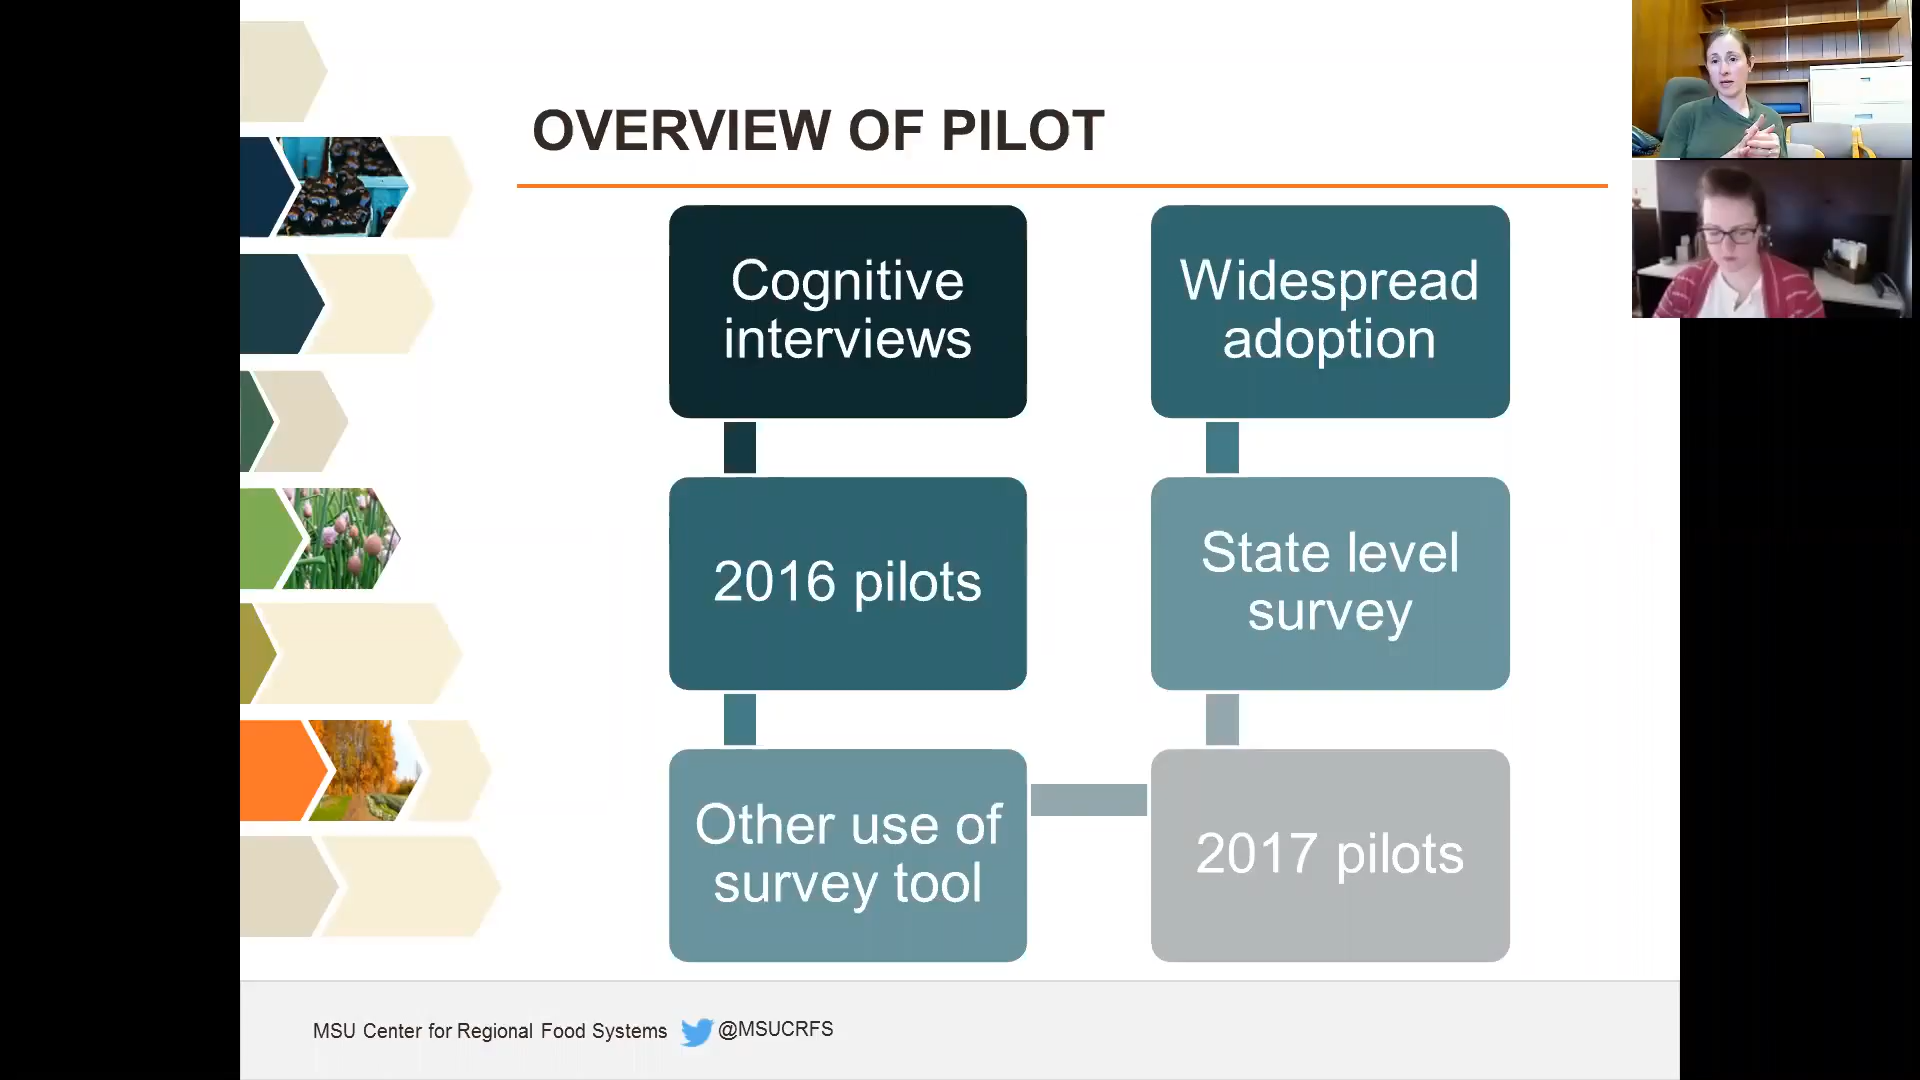 OVERVIEW OF PILOT
Cognitive
interviews
2016 pilots
Other use of
survey tool
2017 pilots
State level
survey
Widespread
adoption
MSU Center for Regional Food Systems @MSUCRFS